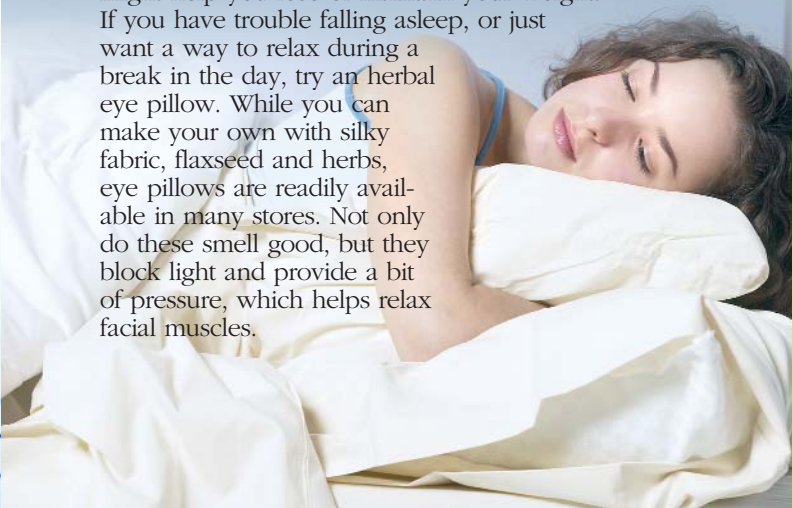 If you have trouble falling asleep, or just
want a way to relax during a
break in the day, try an herbal
eye pillow. While you can
make your own with silky
fabric, flaxseed and herbs,
eye pillows are readily avail-
able in many stores. Not only
do these smell good, but they
block light and provide a bit
of pressure, which helps relax
facial muscles.